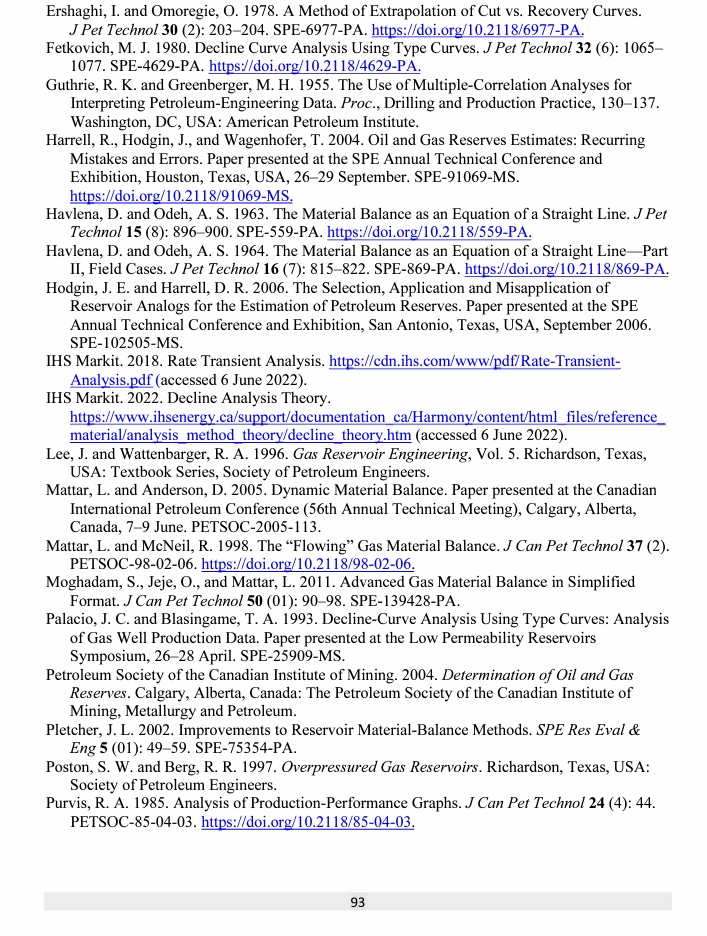 Ershaghi, I. and Omoregie, O. 1978. A Method of Extrapolation of Cut vs. Recovery Curves.
J Pet Technol 30 (2): 203–204. SPE-6977-PA. https://doi.org/10.2118/6977-PA.
Fetkovich, M. J. 1980. Decline Curve Analysis Using Type Curves. J Pet Technol 32 (6): 1065–
1077. SPE-4629-PA. https://doi.org/10.2118/4629-PA.
Guthrie, R. K. and Greenberger, M. H. 1955. The Use of Multiple-Correlation Analyses for
Interpreting Petroleum-Engineering Data. Proc., Drilling and Production Practice, 130–137.
Washington, DC, USA: American Petroleum Institute.
Harrell, R., Hodgin, J., and Wagenhofer, T. 2004. Oil and Gas Reserves Estimates: Recurring
Mistakes and Errors. Paper presented at the SPE Annual Technical Conference and
Exhibition, Houston, Texas, USA, 26–29 September. SPE-91069-MS.
https://doi.org/10.2118/91069-MS.
Havlena, D. and Odeh, A. S. 1963. The Material Balance as an Equation of a Straight Line. J Pet
Technol 15 (8): 896–900. SPE-559-PA. https://doi.org/10.2118/559-PA.
Havlena, D. and Odeh, A. S. 1964. The Material Balance as an Equation of a Straight Line—Part
II, Field Cases. J Pet Technol 16 (7): 815–822. SPE-869-PA. https://doi.org/10.2118/869-PA.
Hodgin, J. E. and Harrell, D. R. 2006. The Selection, Application and Misapplication of
Reservoir Analogs for the Estimation of Petroleum Reserves. Paper presented at the SPE
Annual Technical Conference and Exhibition, San Antonio, Texas, USA, September 2006.
SPE-102505-MS.
IHS Markit. 2018. Rate Transient Analysis. https://cdn.ihs.com/www/pdf/Rate-Transient-
Analysis.pdf (accessed 6 June 2022).
IHS Markit. 2022. Decline Analysis Theory.
https://www.ihsenergy.ca/support/documentation_ca/Harmony/content/html_files/reference_
material/analysis_method_theory/decline_theory.htm (accessed 6 June 2022).
Lee, J. and Wattenbarger, R. A. 1996. Gas Reservoir Engineering, Vol. 5. Richardson, Texas,
USA: Textbook Series, Society of Petroleum Engineers.
Mattar, L. and Anderson, D. 2005. Dynamic Material Balance. Paper presented at the Canadian
International Petroleum Conference (56th Annual Technical Meeting), Calgary, Alberta,
Canada, 7–9 June. PETSOC-2005-113.
Mattar, L. and McNeil, R. 1998. The “Flowing” Gas Material Balance. J Can Pet Technol 37 (2).
PETSOC-98-02-06. https://doi.org/10.2118/98-02-06.
Moghadam, S., Jeje, O., and Mattar, L. 2011. Advanced Gas Material Balance in Simplified
Format. J Can Pet Technol 50 (01): 90–98. SPE-139428-PA.
Palacio, J. C. and Blasingame, T. A. 1993. Decline-Curve Analysis Using Type Curves: Analysis
of Gas Well Production Data. Paper presented at the Low Permeability Reservoirs
Symposium, 26–28 April. SPE-25909-MS.
Petroleum Society of the Canadian Institute of Mining. 2004. Determination of Oil and Gas
Reserves. Calgary, Alberta, Canada: The Petroleum Society of the Canadian Institute of
Mining, Metallurgy and Petroleum.
Pletcher, J. L. 2002. Improvements to Reservoir Material-Balance Methods. SPE Res Eval &
Eng 5 (01): 49–59. SPE-75354-PA.
Poston, S. W. and Berg, R. R. 1997. Overpressured Gas Reservoirs. Richardson, Texas, USA:
Society of Petroleum Engineers.
Purvis, R. A. 1985. Analysis of Production-Performance Graphs. J Can Pet Technol 24 (4): 44.
PETSOC-85-04-03. https://doi.org/10.2118/85-04-03.
93